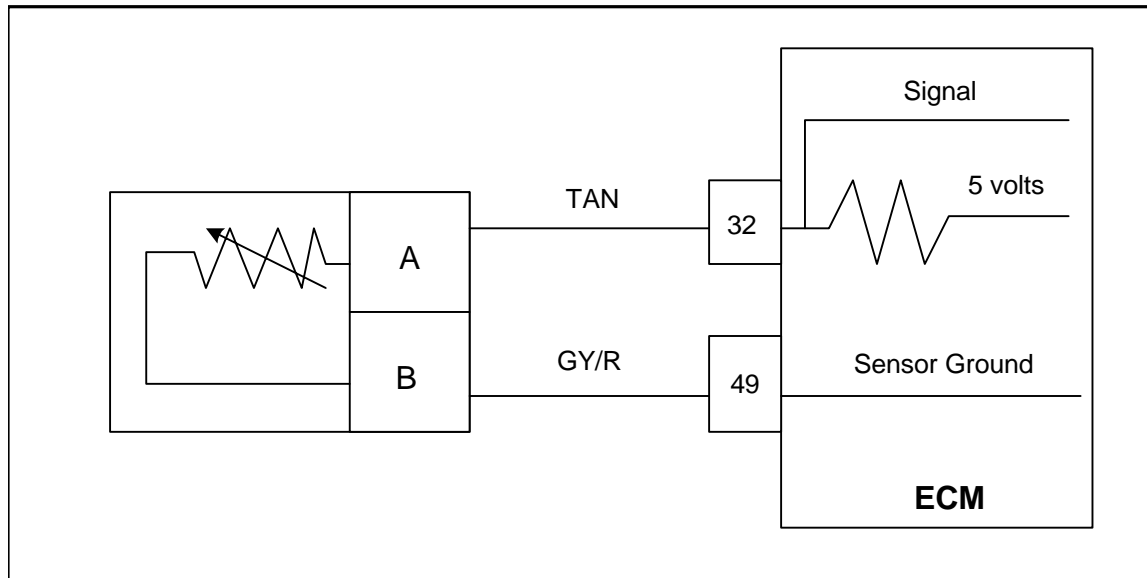 Signal
5 volts
TAN
32
A
GY/R
Sensor Ground
B
49
ECM